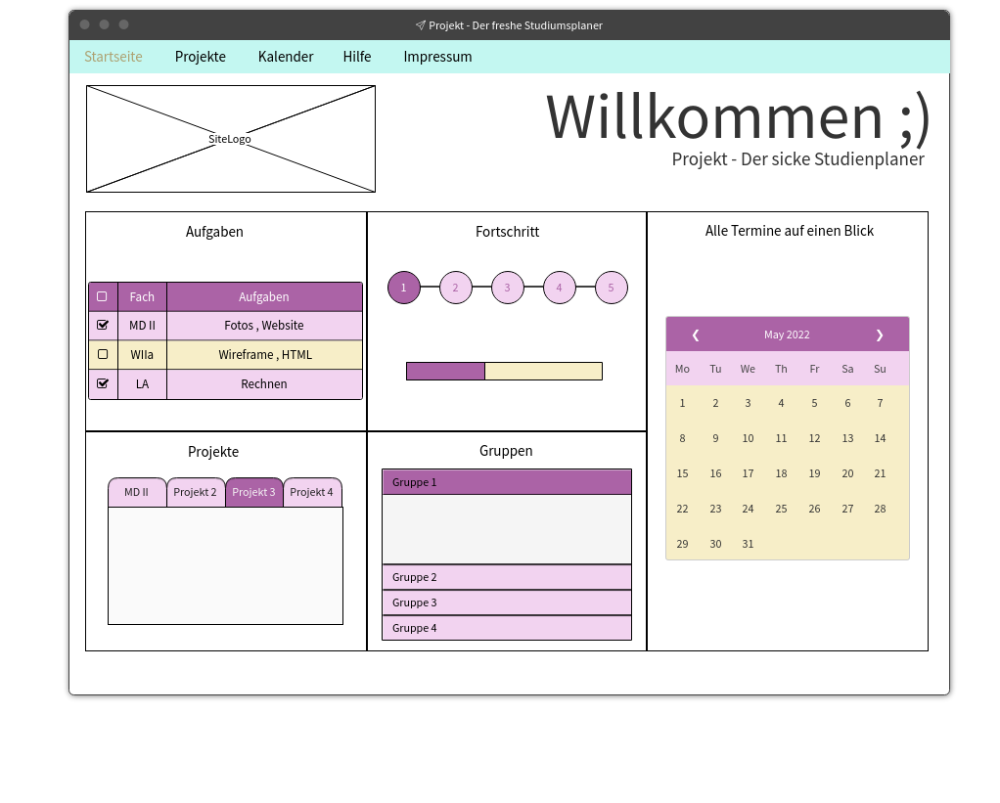 Projekt - Der freshe Studiumsplaner
Startseite Projekte Kalender Hilfe Impressum
SiteLogo
Willkommen ;)
Projekt - Der sicke Studienplaner
Aufgaben
Fach Aufgaben
MD II Fotos , Website
WIIa Wireframe , HTML
LA Rechnen
Fortschritt
1 2 3 4 5
Alle Termine auf einen Blick
❮ May 2022 ❯
Mo Tu We Th Fr Sa Su
1 2 3 4 5 6 7
8 9 10 11 12 13 14
15 16 17 18 19 20 21
22 23 24 25 26 27 28
29 30 31
Projekte
MD II Projekt 2 Projekt 3 Projekt 4
Gruppen
Gruppe 1
Gruppe 2
Gruppe 3
Gruppe 4